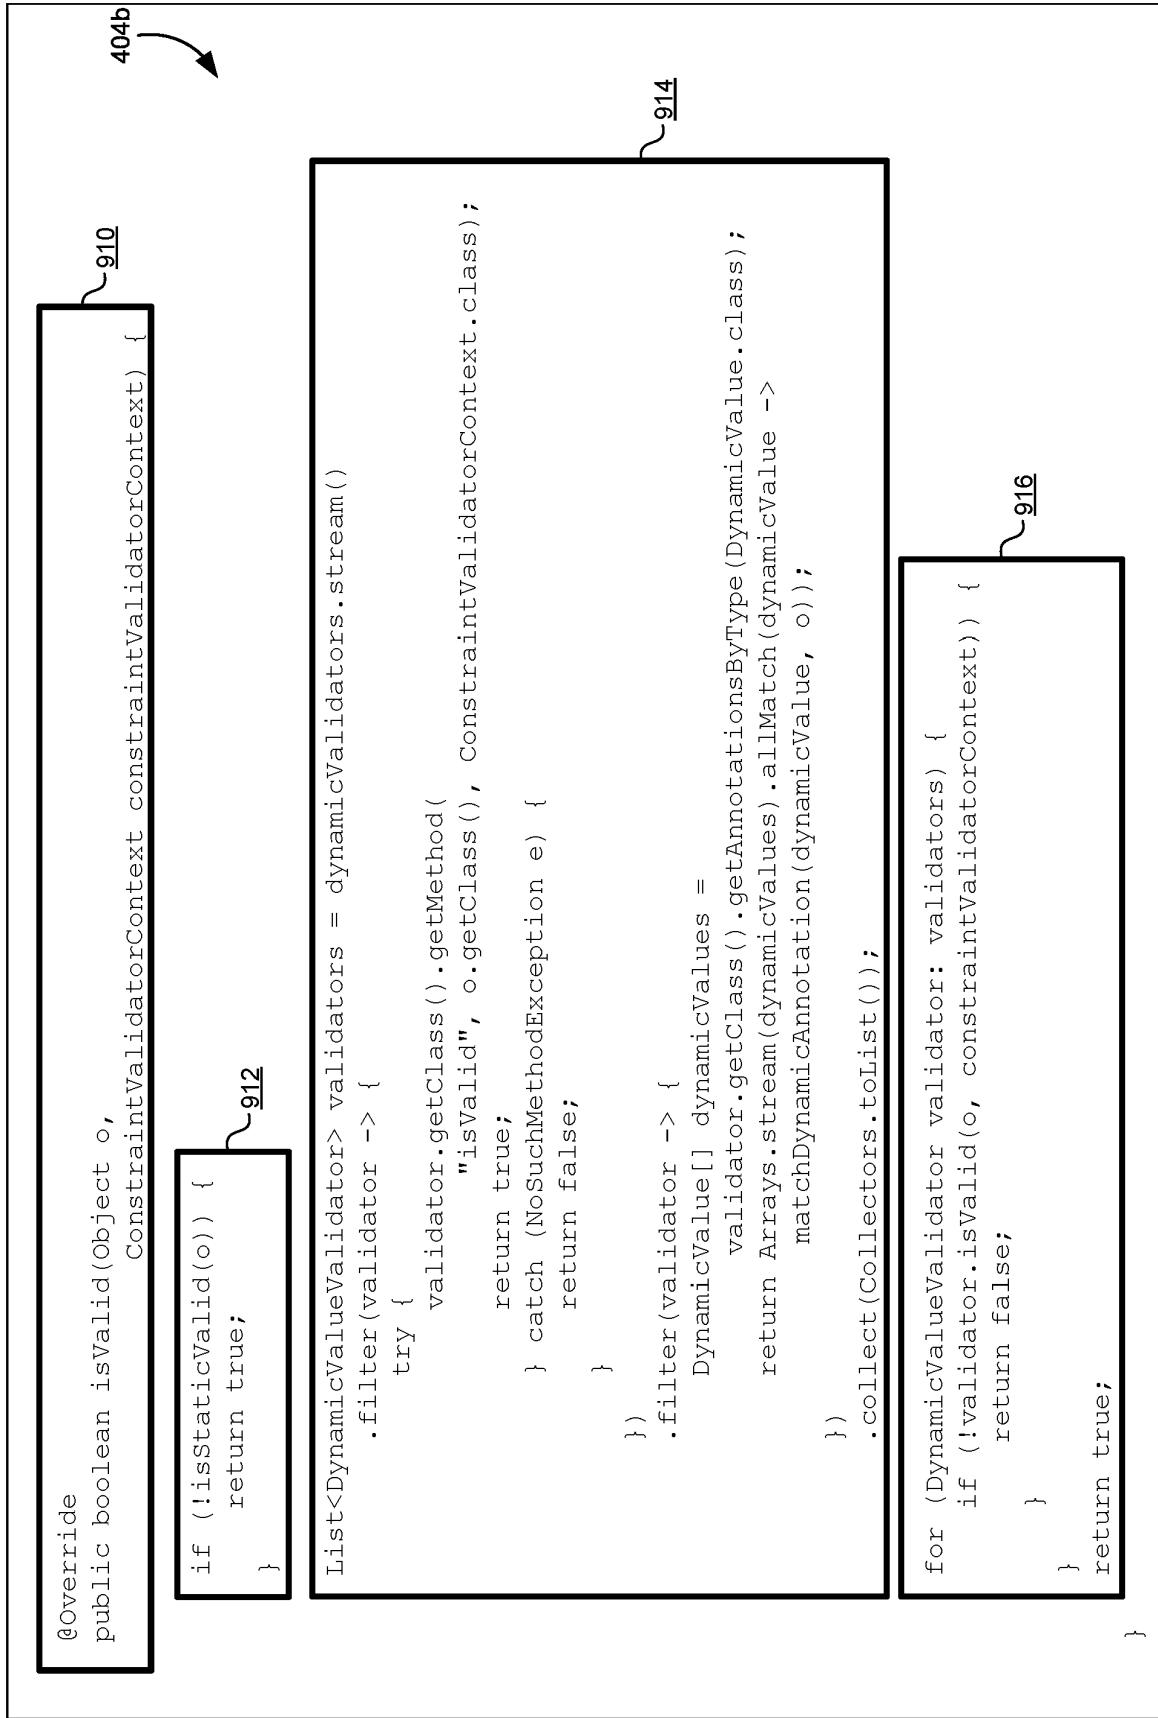 404b
@Override
public boolean isValid(Object o,
ConstraintValidatorContext constraintValidatorContext) {
910
if (!isStaticValid(o)) {
return true;
}
912
List<DynamicValueValidator> validators = dynamicValidators.stream()
.filter(validator -> {
try {
validator.getClass().getMethod(
"isValid", o.getClass(), ConstraintValidatorContext.class);
return true;
} catch (NoSuchMethodException e) {
return false;
}
})
.filter(validator -> {
DynamicValue[] dynamicValues =
validator.getClass().getAnnotationsByType(DynamicValue.class);
return Arrays.stream(dynamicValues).allMatch(dynamicValue ->
matchDynamicAnnotation(dynamicValue, o));
})
.collect(Collectors.toList());
914
for (DynamicValueValidator validator: validators) {
if (!validator.isValid(o, constraintValidatorContext)) {
return false;
}
}
return true;
916
}